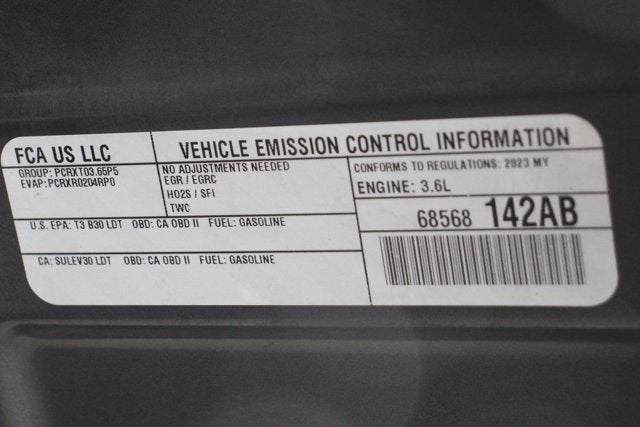 FCA US LLC
VEHICLE EMISSION CONTROL INFORMATION
GROUP: PCRXT03.65P5
EVAP: PCRXR0204RP0
NO ADJUSTMENTS NEEDED
EGR / EGRC
HO2S / SFI
TWC
CONFORMS TO REGULATIONS: 2023 MY
ENGINE: 3.6L
U.S. EPA: T3 B30 LDT OBD: CA OBD II FUEL: GASOLINE
68568 142AB
CA: SULEV30 LDT OBD: CA OBD II FUEL: GASOLINE